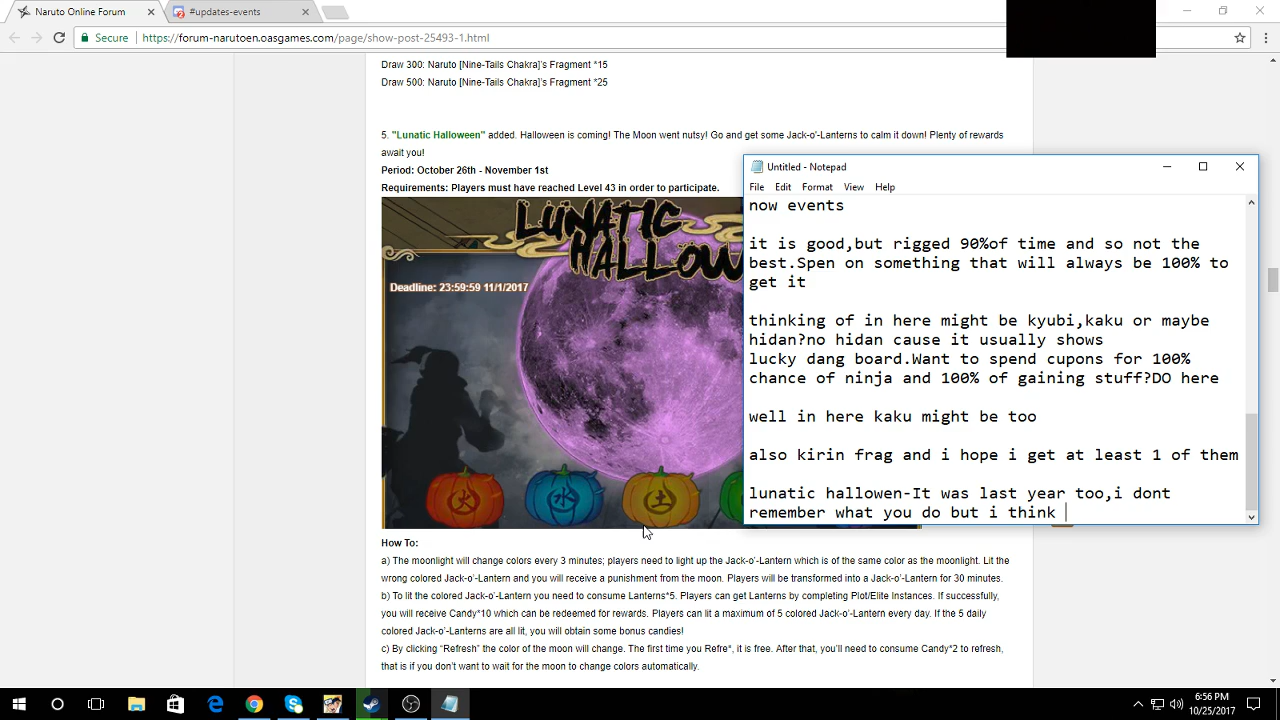 Naruto Online Forum
#updates-events
Secure
https://forum-narutoen.oasgames.com/page/show-post-25493-1.html
Draw 300: Naruto [Nine-Tails Chakra]'s Fragment *15
Draw 500: Naruto [Nine-Tails Chakra]'s Fragment *25
5. "Lunatic Halloween" added. Halloween is coming! The Moon went nutsy! Go and get some Jack-o'-Lanterns to calm it down! Plenty of rewards
await you!
Period: October 26th - November 1st
Requirements: Players must have reached Level 43 in order to participate.
LUNATIC
HALLOW
Deadline: 23:59:59 11/1/2017
火 水 土
How To:
a) The moonlight will change colors every 3 minutes; players need to light up the Jack-o'-Lantern which is of the same color as the moonlight. Lit the
wrong colored Jack-o'-Lantern and you will receive a punishment from the moon. Players will be transformed into a Jack-o'-Lantern for 30 minutes.
b) To lit the colored Jack-o'-Lantern you need to consume Lanterns*5. Players can get Lanterns by completing Plot/Elite Instances. If successfully,
you will receive Candy*10 which can be redeemed for rewards. Players can lit a maximum of 5 colored Jack-o'-Lantern every day. If the 5 daily
colored Jack-o'-Lanterns are all lit, you will obtain some bonus candies!
c) By clicking "Refresh" the color of the moon will change. The first time you Refre*, it is free. After that, you'll need to consume Candy*2 to refresh,
that is if you don't want to wait for the moon to change colors automatically.
Untitled - Notepad
File Edit Format View Help
now events
it is good,but rigged 90%of time and so not the
best.Spen on something that will always be 100% to
get it
thinking of in here might be kyubi,kaku or maybe
hidan?no hidan cause it usually shows
lucky dang board.Want to spend cupons for 100%
chance of ninja and 100% of gaining stuff?DO here
well in here kaku might be too
also kirin frag and i hope i get at least 1 of them
lunatic hallowen-It was last year too,i dont
remember what you do but i think
6:56 PM
10/25/2017